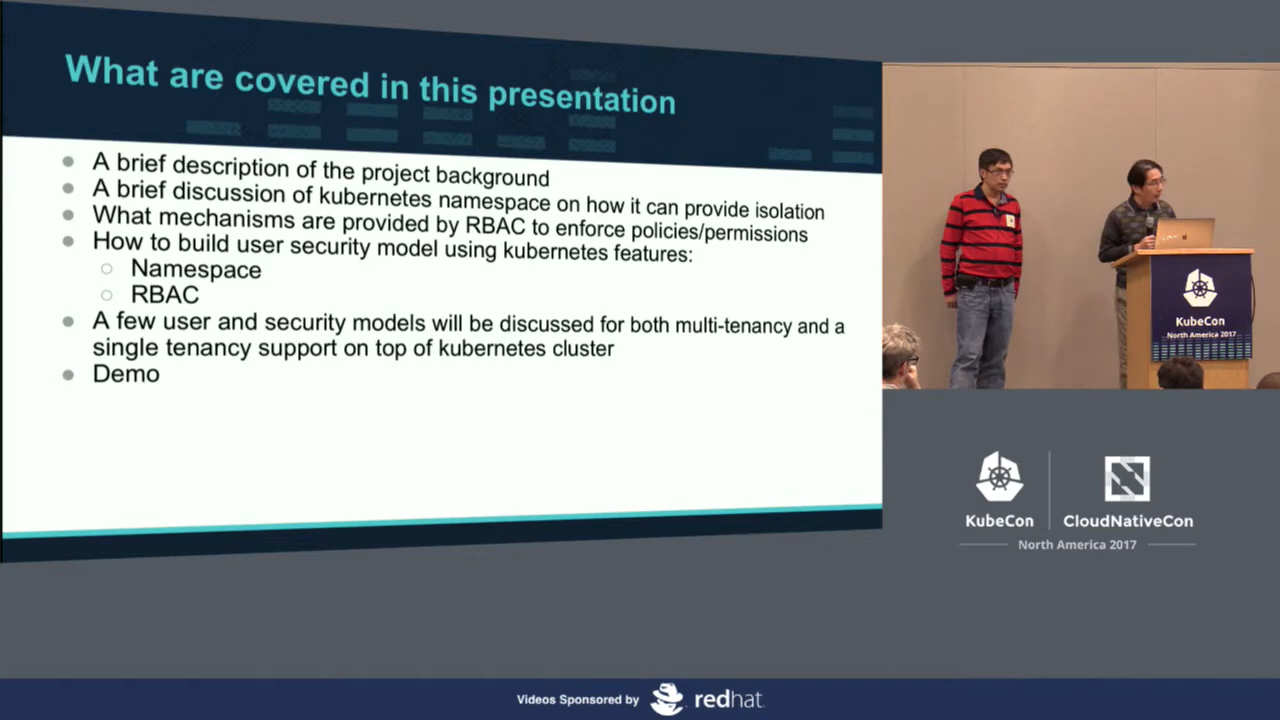 What are covered in this presentation
A brief description of the project background
A brief discussion of kubernetes namespace on how it can provide isolation
What mechanisms are provided by RBAC to enforce policies/permissions
How to build user security model using kubernetes features:
Namespace
RBAC
A few user and security models will be discussed for both multi-tenancy and a
single tenancy support on top of kubernetes cluster
Demo
KubeCon
North America 2017
KubeCon
CloudNativeCon
North America 2017
Videos Sponsored by
redhat